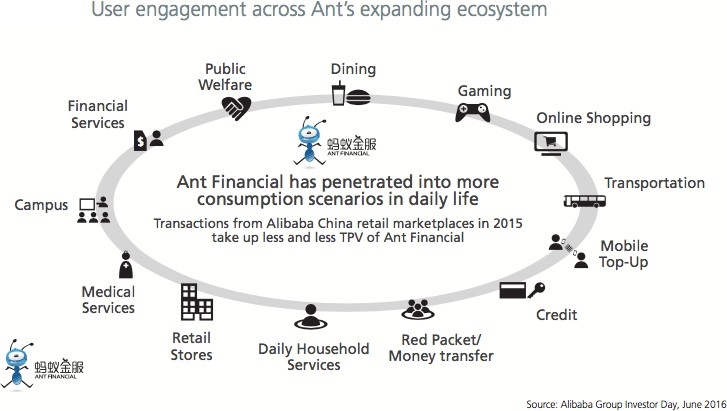 User engagement across Ant's expanding ecosystem
Public
Welfare
Dining
Gaming
Financial
Services
Online Shopping
蚂蚁金服
ANT FINANCIAL
Ant Financial has penetrated into more
consumption scenarios in daily life
Transportation
Campus
Transactions from Alibaba China retail marketplaces in 2015
take up less and less TPV of Ant Financial
Mobile
Top-Up
Medical
Services
Credit
Retail
Stores
Daily Household
Services
Red Packet/
Money transfer
蚂蚁金服
ANT FINANCIAL
Source: Alibaba Group Investor Day, June 2016